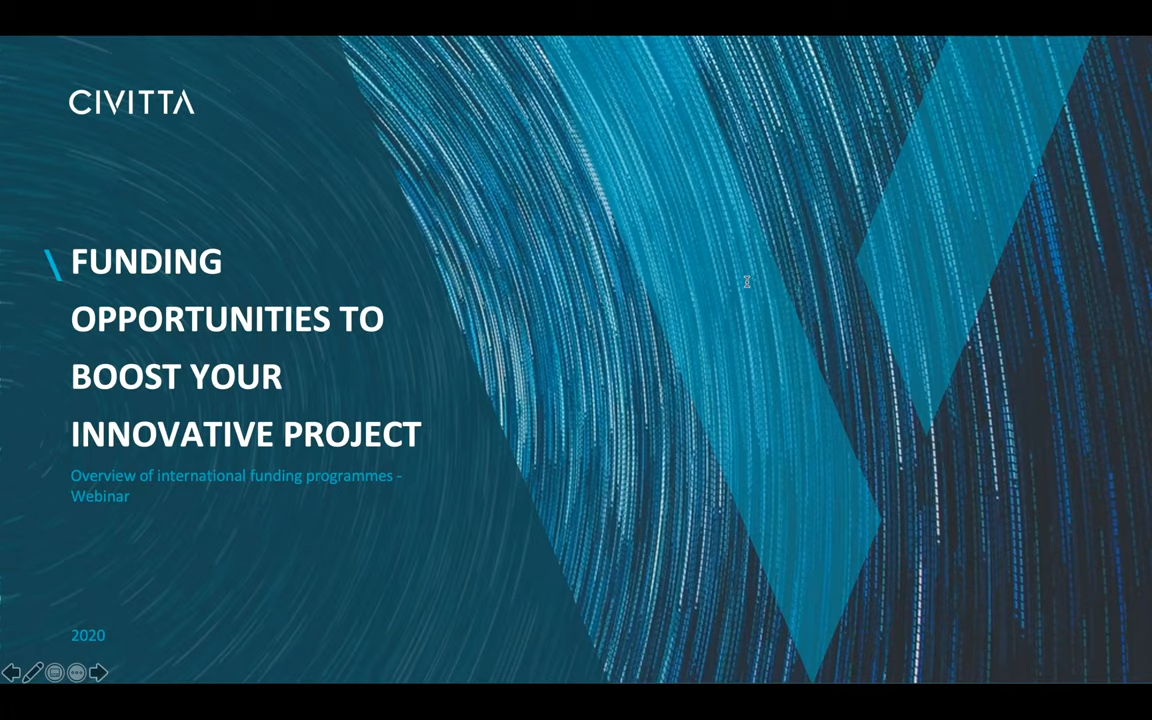 CIVITTA
FUNDING
OPPORTUNITIES TO
BOOST YOUR
INNOVATIVE PROJECT
Overview of international funding programmes -
Webinar
2020